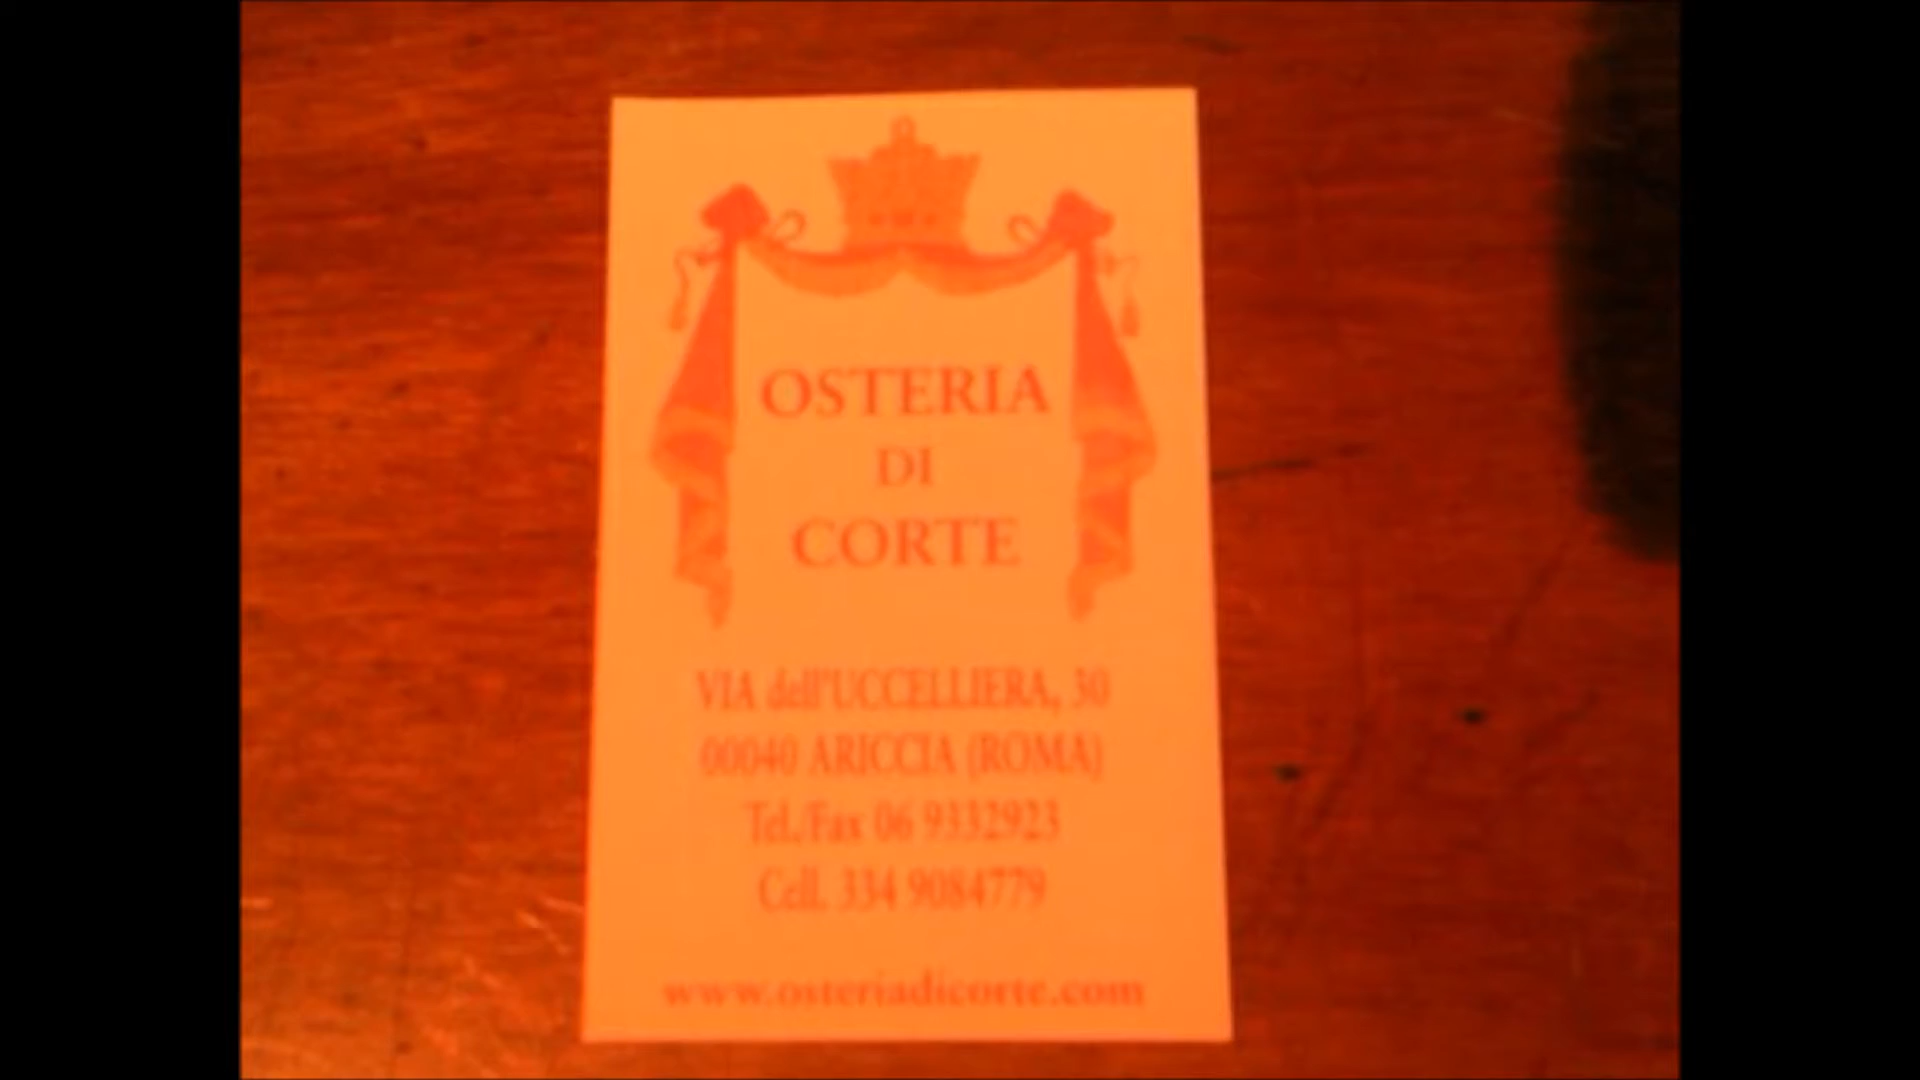 OSTERIA
DI
CORTE
VIA dell'UCCELLIERA, 30
00040 ARICCIA (ROMA)
Tel./Fax 06 9332923
Cell. 334 9084779
www.osteriadicorte.com